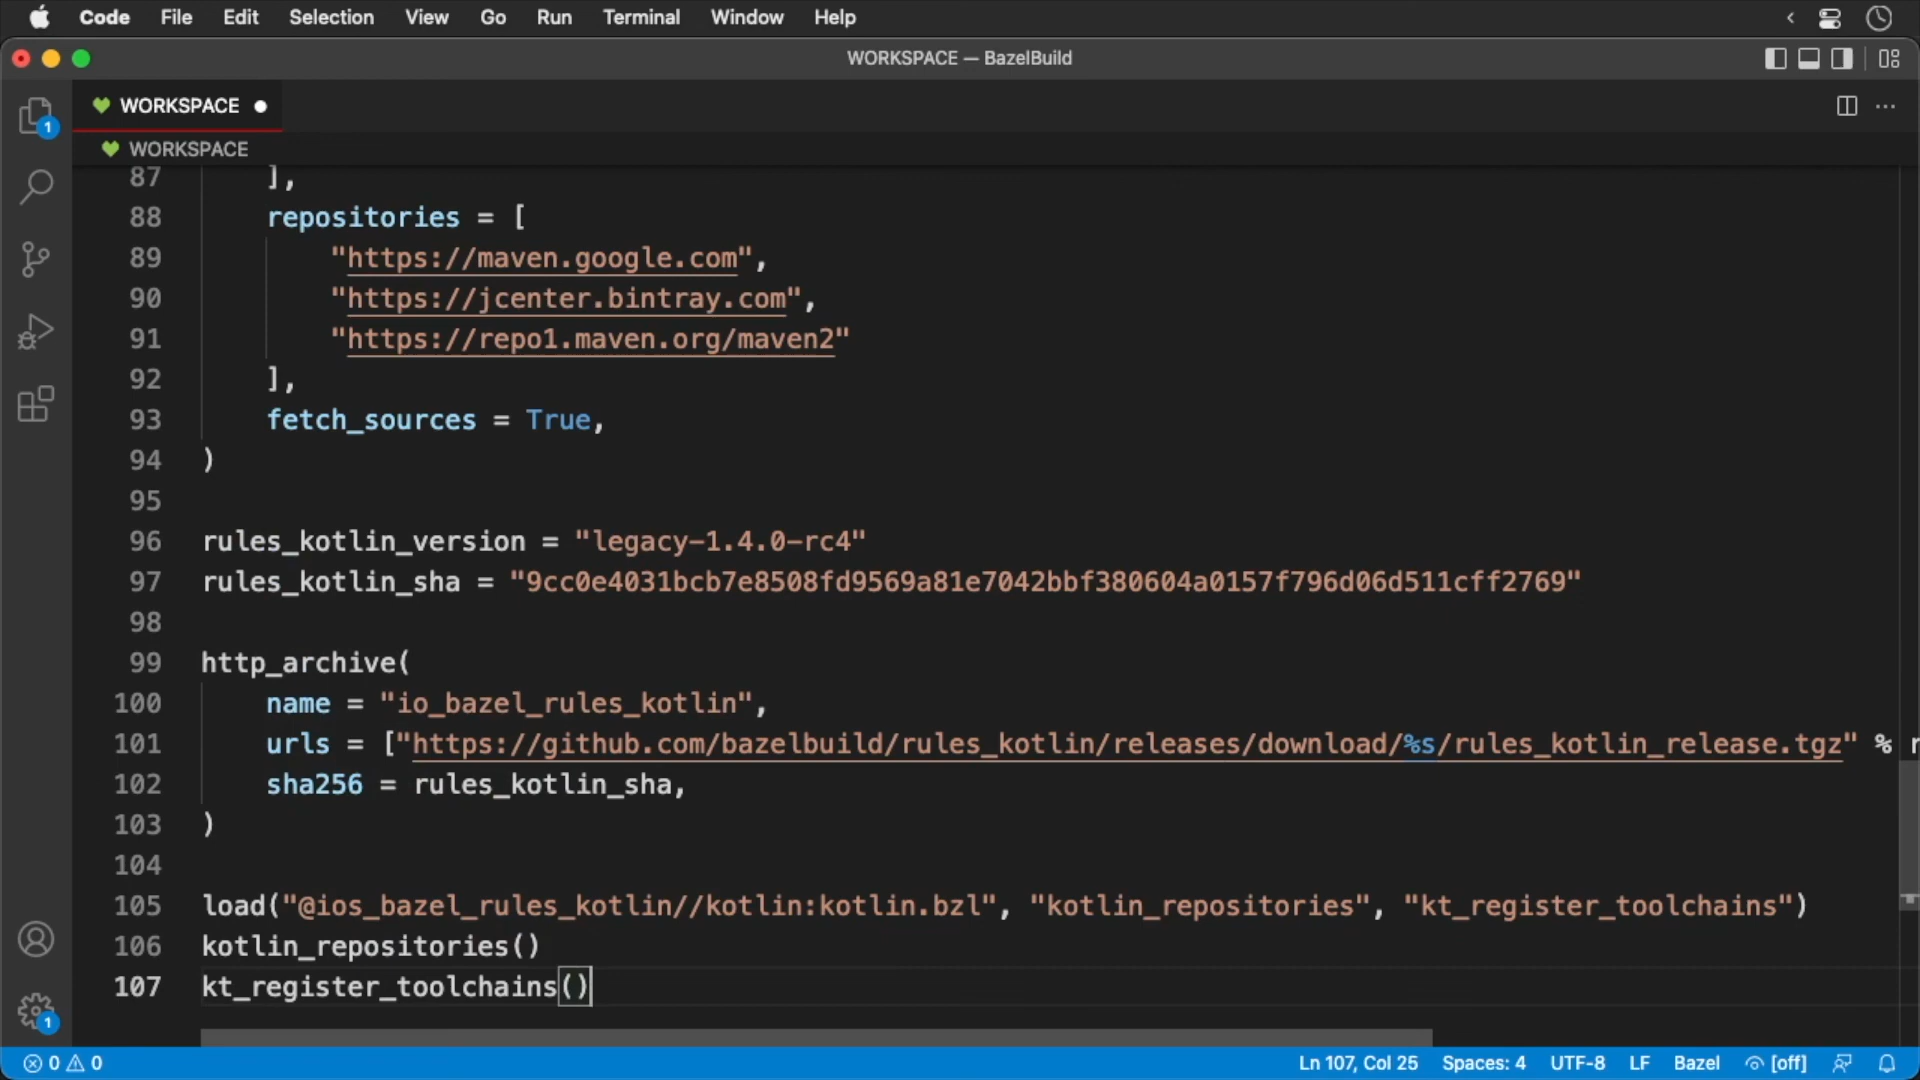 Code File Edit Selection View Go Run Terminal Window Help
WORKSPACE — BazelBuild
WORKSPACE
WORKSPACE
1
87 ],
88 repositories = [
89 "https://maven.google.com",
90 "https://jcenter.bintray.com",
91 "https://repo1.maven.org/maven2"
92 ],
93 fetch_sources = True,
94 )
95
96 rules_kotlin_version = "legacy-1.4.0-rc4"
97 rules_kotlin_sha = "9cc0e4031bcb7e8508fd9569a81e7042bbf380604a0157f796d06d511cff2769"
98
99 http_archive(
100 name = "io_bazel_rules_kotlin",
101 urls = ["https://github.com/bazelbuild/rules_kotlin/releases/download/%s/rules_kotlin_release.tgz" % r
102 sha256 = rules_kotlin_sha,
103 )
104
105 load("@ios_bazel_rules_kotlin//kotlin:kotlin.bzl", "kotlin_repositories", "kt_register_toolchains")
106 kotlin_repositories()
107 kt_register_toolchains()
1
0 0 Ln 107, Col 25 Spaces: 4 UTF-8 LF Bazel [off]